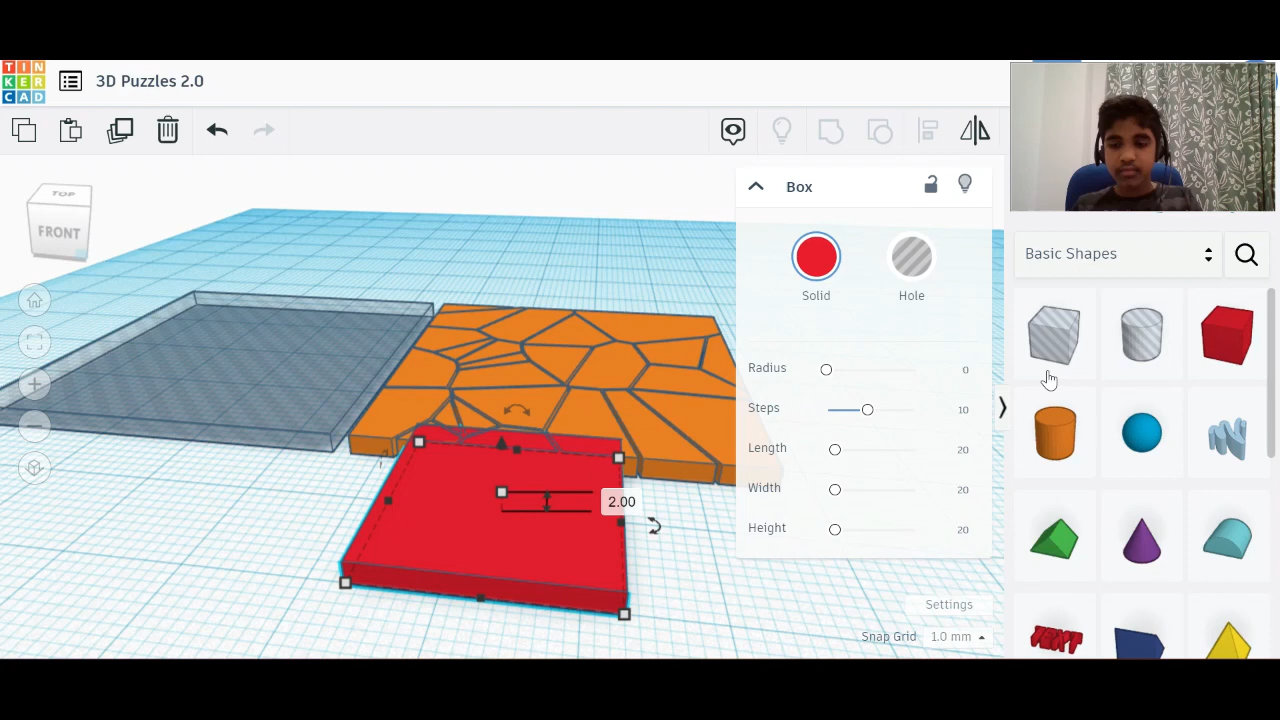 TIN
KER
CAD
3D Puzzles 2.0
TOP
FRONT
Box
Solid
Hole
Radius 0
Steps 10
Length 20
Width 20
Height 20
2.00
Settings
Snap Grid 1.0 mm
Basic Shapes
TEXT